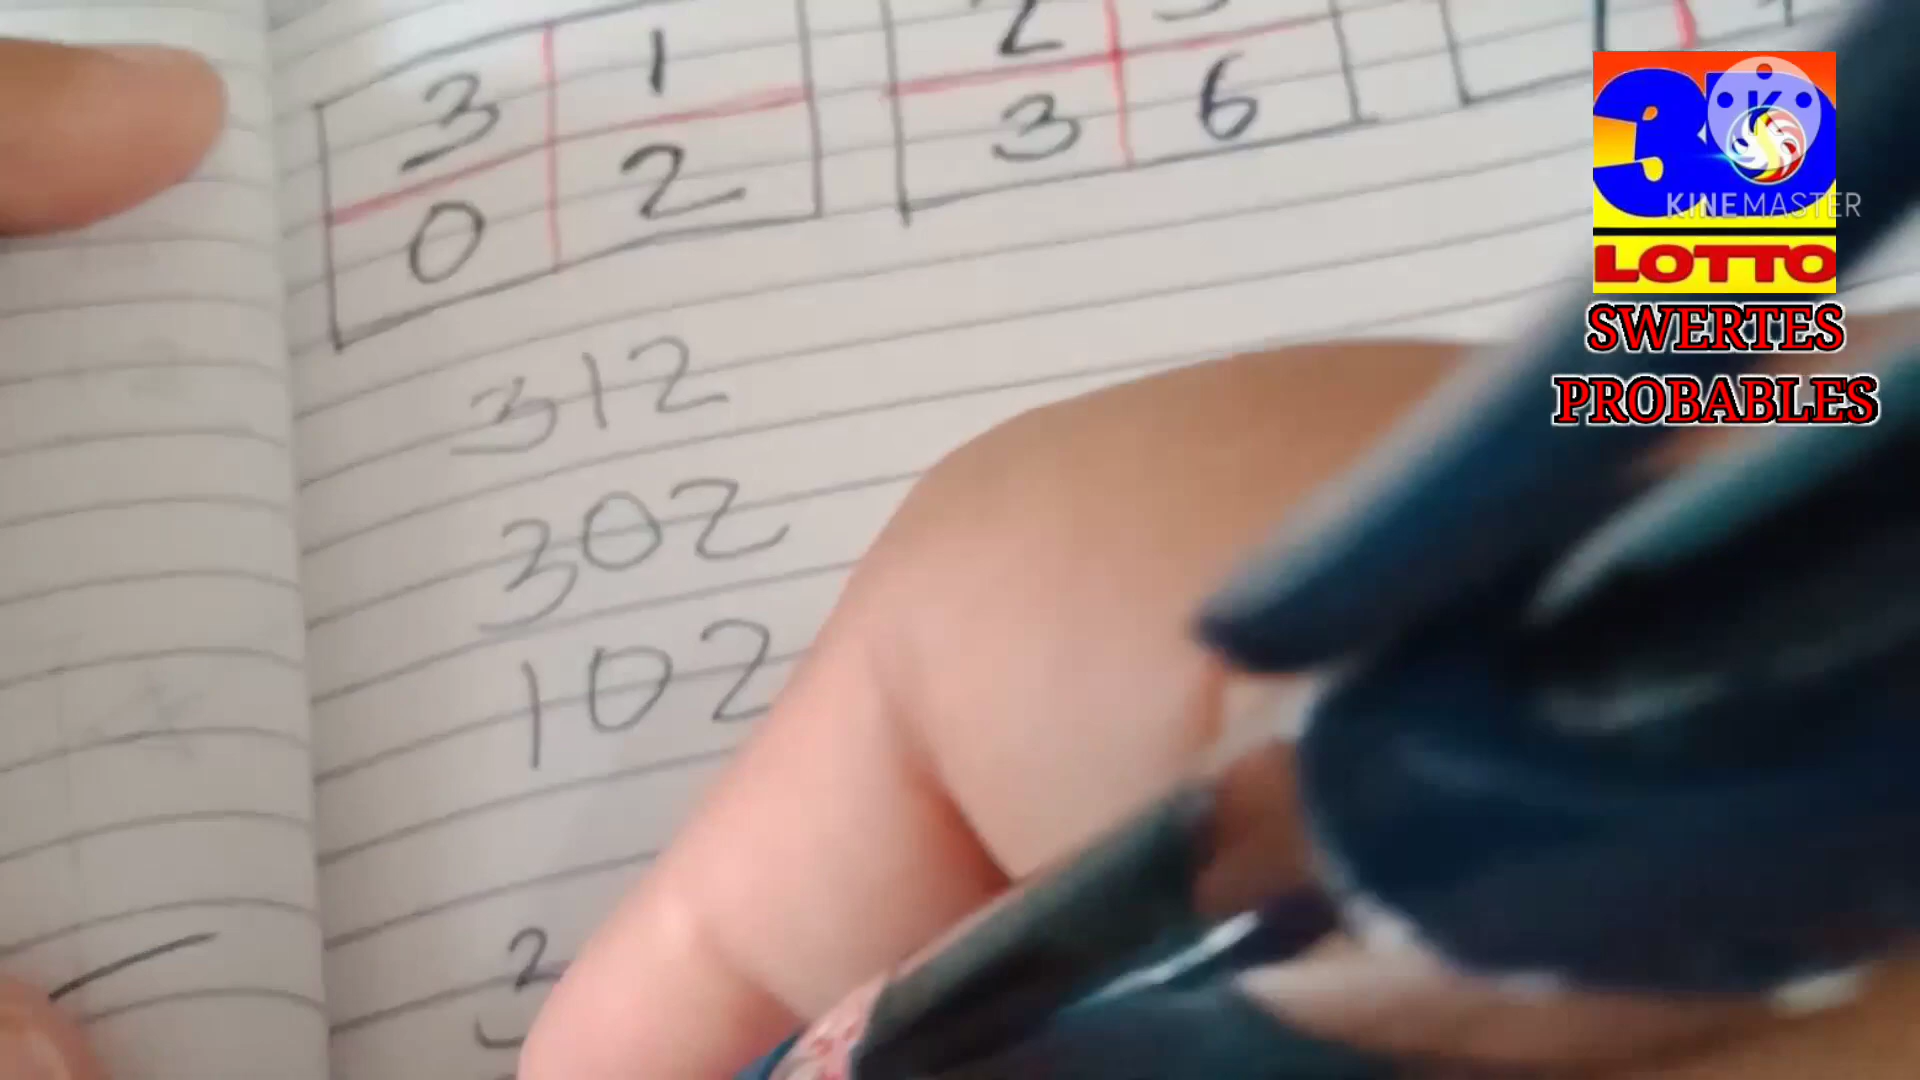 3 1
0 2
2
3 6
312
302
102
2
3D
K
KINEMASTER
LOTTO
SWERTES
PROBABLES